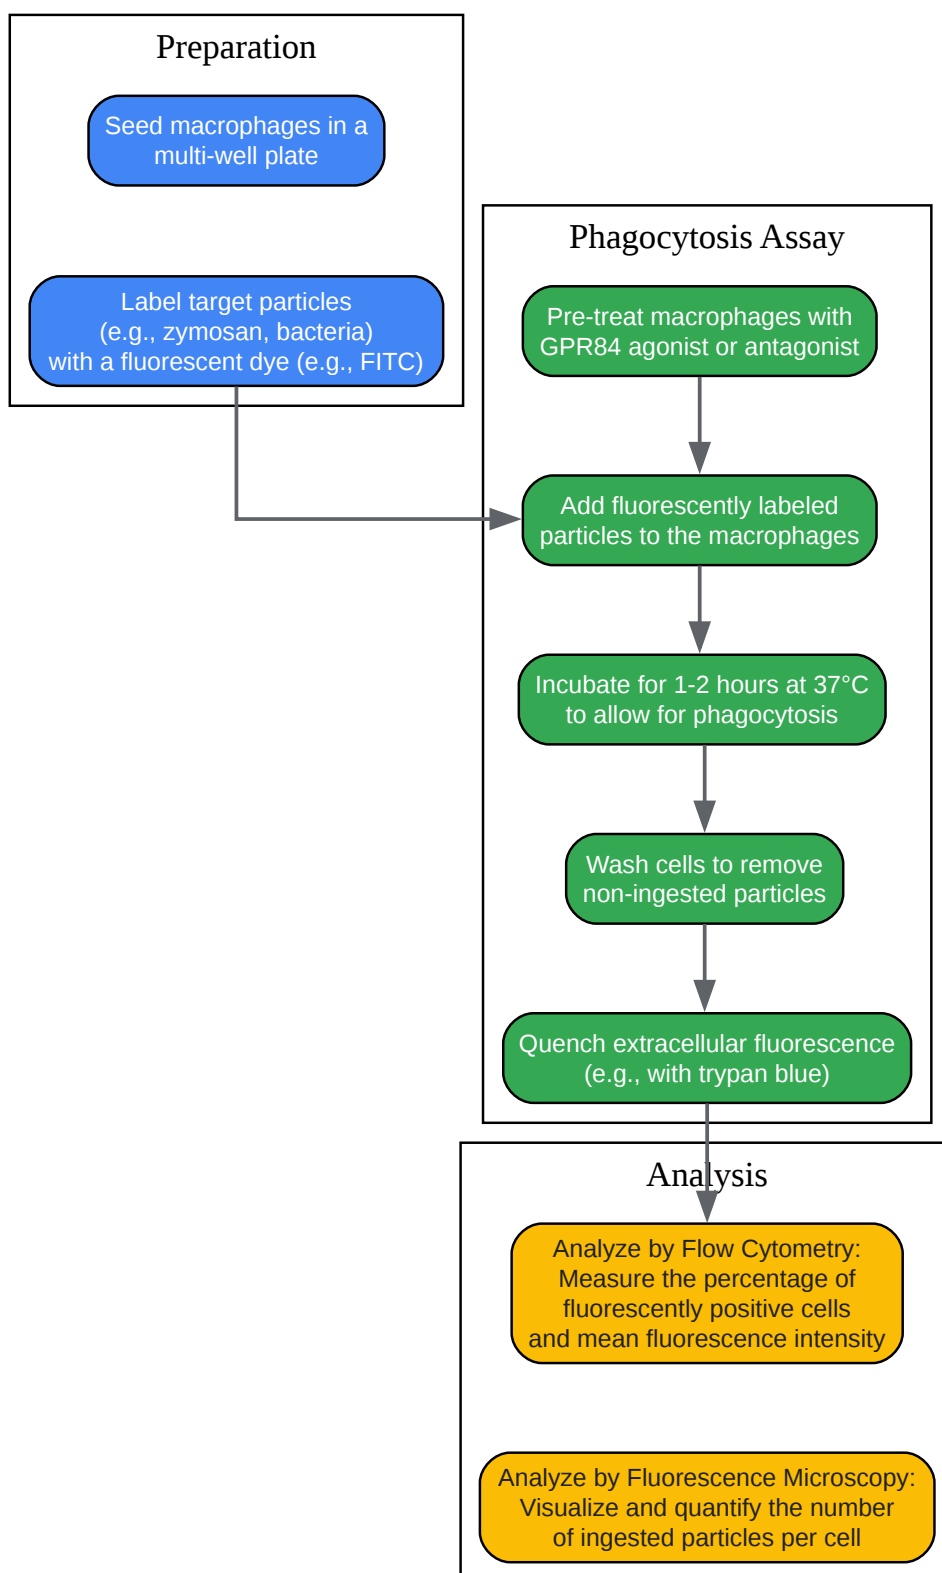 Preparation
Seed macrophages in a
multi-well plate
Label target particles
(e.g., zymosan, bacteria)
with a fluorescent dye (e.g., FITC)
Phagocytosis Assay
Pre-treat macrophages with
GPR84 agonist or antagonist
Add fluorescently labeled
particles to the macrophages
Incubate for 1-2 hours at 37°C
to allow for phagocytosis
Wash cells to remove
non-ingested particles
Quench extracellular fluorescence
(e.g., with trypan blue)
Analysis
Analyze by Flow Cytometry:
Measure the percentage of
fluorescently positive cells
and mean fluorescence intensity
Analyze by Fluorescence Microscopy:
Visualize and quantify the number
of ingested particles per cell